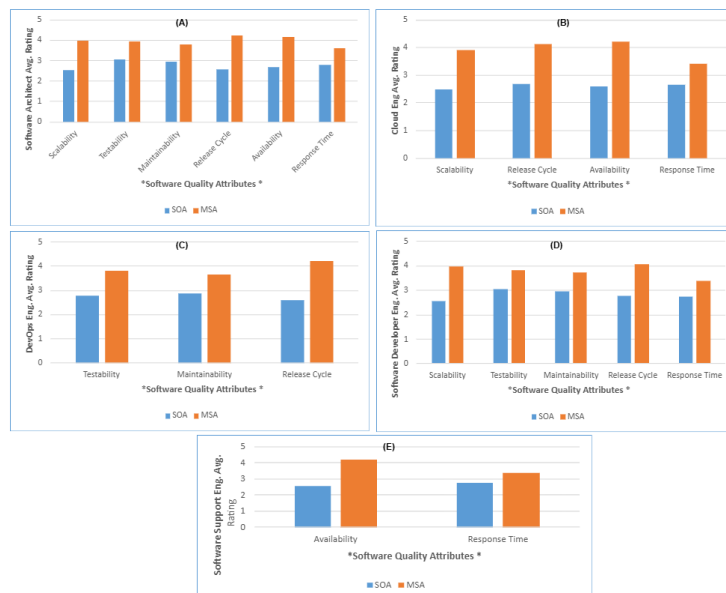 (A)
Software Architect Avg. Rating
5
4
3
2
1
0
Scalability
Testability
Maintainability
Release Cycle
Availability
Response Time
*Software Quality Attributes *
SOA
MSA
(B)
Cloud Eng Avg. Rating
5
4
3
2
1
0
Scalability
Release Cycle
Availability
Response Time
*Software Quality Attributes *
SOA
MSA
(C)
DevOps Eng. Avg. Rating
5
4
3
2
1
0
Testability
Maintainability
Release Cycle
*Software Quality Attributes *
SOA
MSA
(D)
Software Developer Eng. Avg. Rating
5
4
3
2
1
0
Scalability
Testability
Maintainability
Release Cycle
Response Time
*Software Quality Attributes *
SOA
MSA
(E)
Software Support Eng. Avg.
Rating
5
4
3
2
1
0
Availability
Response Time
*Software Quality Attributes *
SOA
MSA